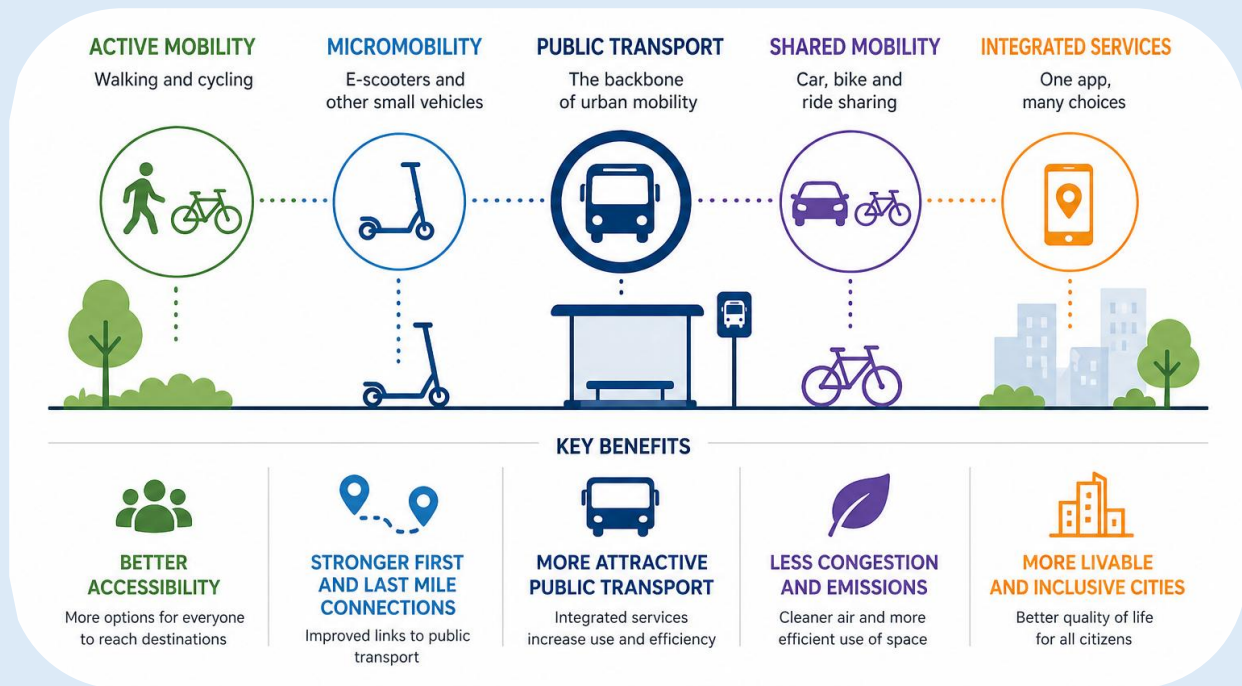 ACTIVE MOBILITY
Walking and cycling
MICROMOBILITY
E-scooters and
other small vehicles
PUBLIC TRANSPORT
The backbone
of urban mobility
SHARED MOBILITY
Car, bike and
ride sharing
INTEGRATED SERVICES
One app,
many choices
KEY BENEFITS
BETTER
ACCESSIBILITY
More options for everyone
to reach destinations
STRONGER FIRST
AND LAST MILE
CONNECTIONS
Improved links to public
transport
MORE ATTRACTIVE
PUBLIC TRANSPORT
Integrated services
increase use and efficiency
LESS CONGESTION
AND EMISSIONS
Cleaner air and more
efficient use of space
MORE LIVABLE
AND INCLUSIVE CITIES
Better quality of life
for all citizens